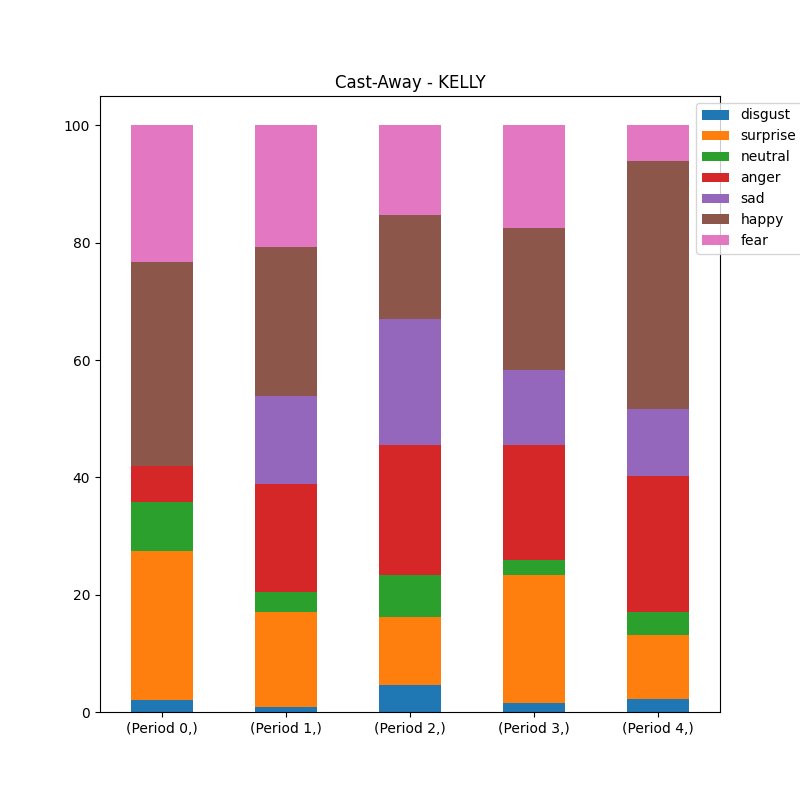 Cast-Away - KELLY
100
80
60
40
20
0
(Period 0,) (Period 1,) (Period 2,) (Period 3,) (Period 4,)
disgust
surprise
neutral
anger
sad
happy
fear